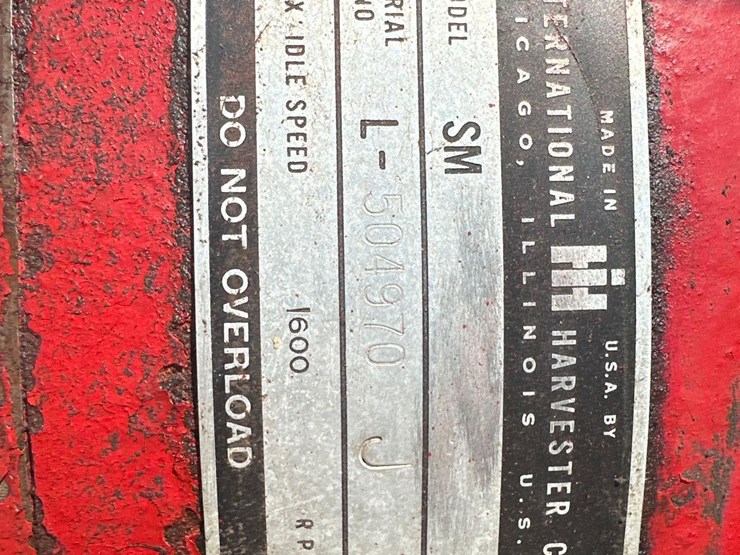 MADE IN U.S.A. BY
TERNATIONAL IH HARVESTER C
ICAGO, ILLINOIS U.S.
ODEL SM
RIAL NO L-504970 J
X. IDLE SPEED 1600 RP
DO NOT OVERLOAD